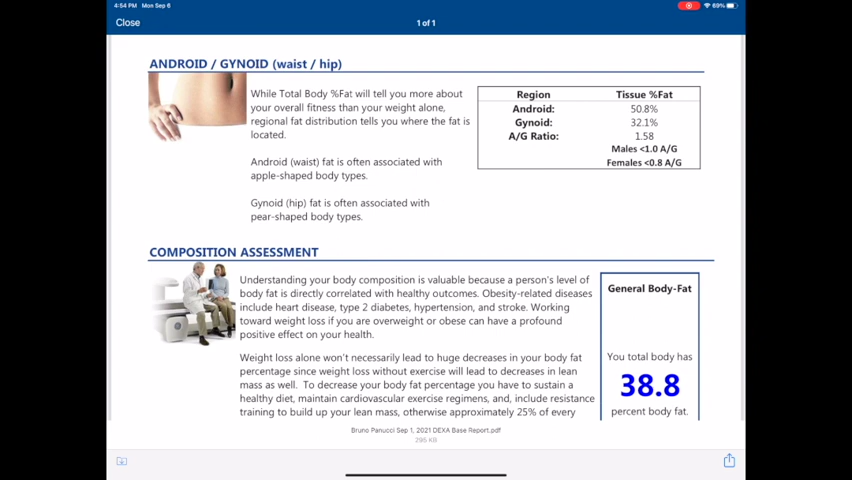 4:54 PM Mon Sep 6
69%
Close
1 of 1
ANDROID / GYNOID (waist / hip)
While Total Body %Fat will tell you more about
your overall fitness than your weight alone,
regional fat distribution tells you where the fat is
located.
Android (waist) fat is often associated with
apple-shaped body types.
Gynoid (hip) fat is often associated with
pear-shaped body types.
Region Tissue %Fat
Android: 50.8%
Gynoid: 32.1%
A/G Ratio: 1.58
Males <1.0 A/G
Females <0.8 A/G
COMPOSITION ASSESSMENT
Understanding your body composition is valuable because a person's level of
body fat is directly correlated with healthy outcomes. Obesity-related diseases
include heart disease, type 2 diabetes, hypertension, and stroke. Working
toward weight loss if you are overweight or obese can have a profound
positive effect on your health.
Weight loss alone won't necessarily lead to huge decreases in your body fat
percentage since weight loss without exercise will lead to decreases in lean
mass as well. To decrease your body fat percentage you have to sustain a
healthy diet, maintain cardiovascular exercise regimens, and, include resistance
training to build up your lean mass, otherwise approximately 25% of every
General Body-Fat
You total body has
38.8
percent body fat.
Bruno Panucci Sep 1, 2021 DEXA Base Report.pdf
295 KB